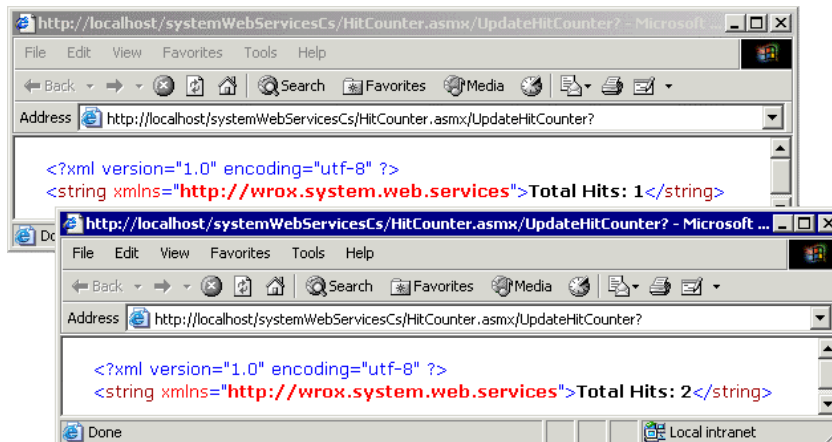 http://localhost/systemWebServicesCs/HitCounter.asmx/UpdateHitCounter? - Microsoft ...
File Edit View Favorites Tools Help
Back Search Favorites Media
Address http://localhost/systemWebServicesCs/HitCounter.asmx/UpdateHitCounter?
<?xml version="1.0" encoding="utf-8" ?>
<string xmlns="http://wrox.system.web.services">Total Hits: 1</string>
http://localhost/systemWebServicesCs/HitCounter.asmx/UpdateHitCounter? - Microsoft ...
File Edit View Favorites Tools Help
Back Search Favorites Media
Address http://localhost/systemWebServicesCs/HitCounter.asmx/UpdateHitCounter?
<?xml version="1.0" encoding="utf-8" ?>
<string xmlns="http://wrox.system.web.services">Total Hits: 2</string>
Done Local intranet